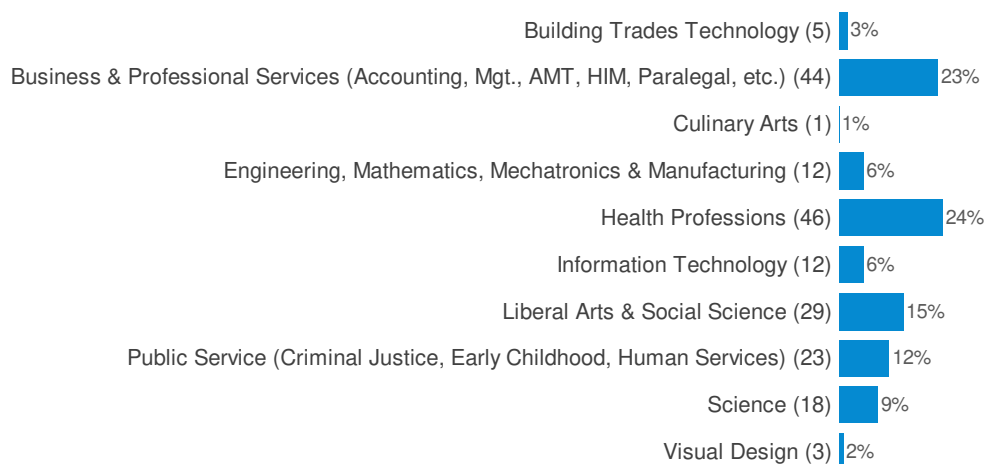 Building Trades Technology (5) 3%
Business & Professional Services (Accounting, Mgt., AMT, HIM, Paralegal, etc.) (44) 23%
Culinary Arts (1) 1%
Engineering, Mathematics, Mechatronics & Manufacturing (12) 6%
Health Professions (46) 24%
Information Technology (12) 6%
Liberal Arts & Social Science (29) 15%
Public Service (Criminal Justice, Early Childhood, Human Services) (23) 12%
Science (18) 9%
Visual Design (3) 2%